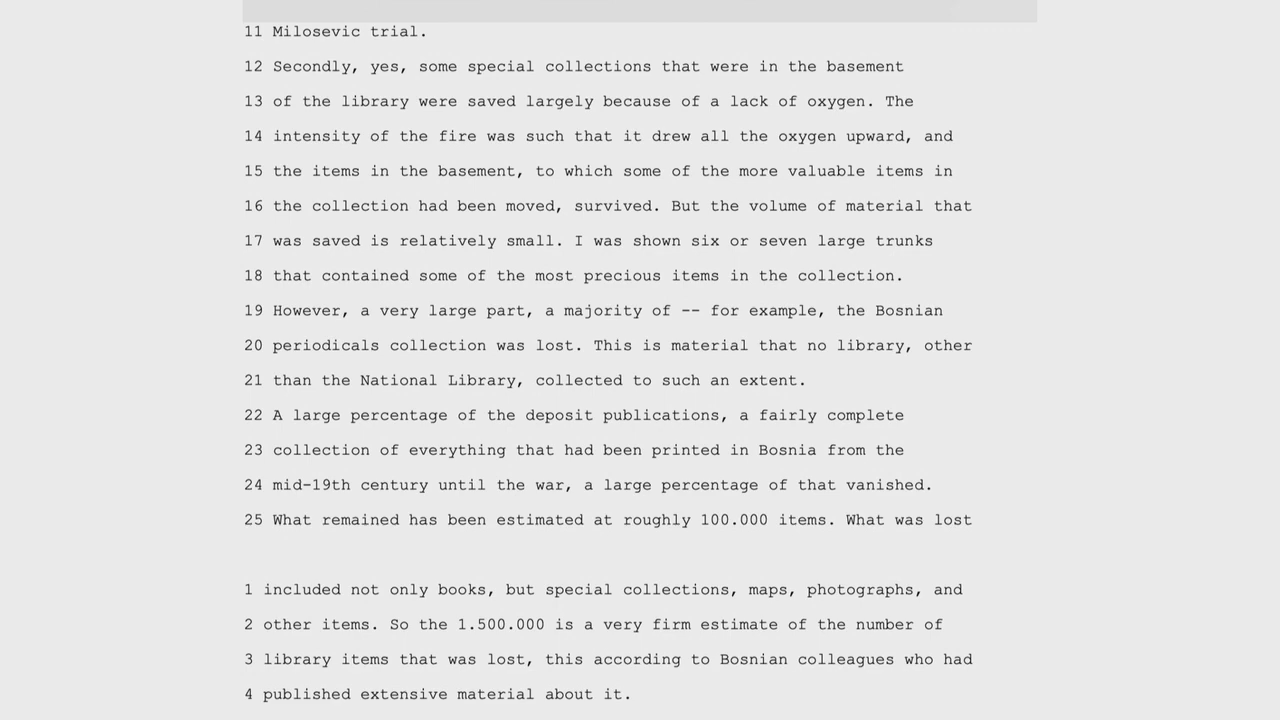 11 Milosevic trial.
12 Secondly, yes, some special collections that were in the basement
13 of the library were saved largely because of a lack of oxygen. The
14 intensity of the fire was such that it drew all the oxygen upward, and
15 the items in the basement, to which some of the more valuable items in
16 the collection had been moved, survived. But the volume of material that
17 was saved is relatively small. I was shown six or seven large trunks
18 that contained some of the most precious items in the collection.
19 However, a very large part, a majority of -- for example, the Bosnian
20 periodicals collection was lost. This is material that no library, other
21 than the National Library, collected to such an extent.
22 A large percentage of the deposit publications, a fairly complete
23 collection of everything that had been printed in Bosnia from the
24 mid-19th century until the war, a large percentage of that vanished.
25 What remained has been estimated at roughly 100.000 items. What was lost
1 included not only books, but special collections, maps, photographs, and
2 other items. So the 1.500.000 is a very firm estimate of the number of
3 library items that was lost, this according to Bosnian colleagues who had
4 published extensive material about it.